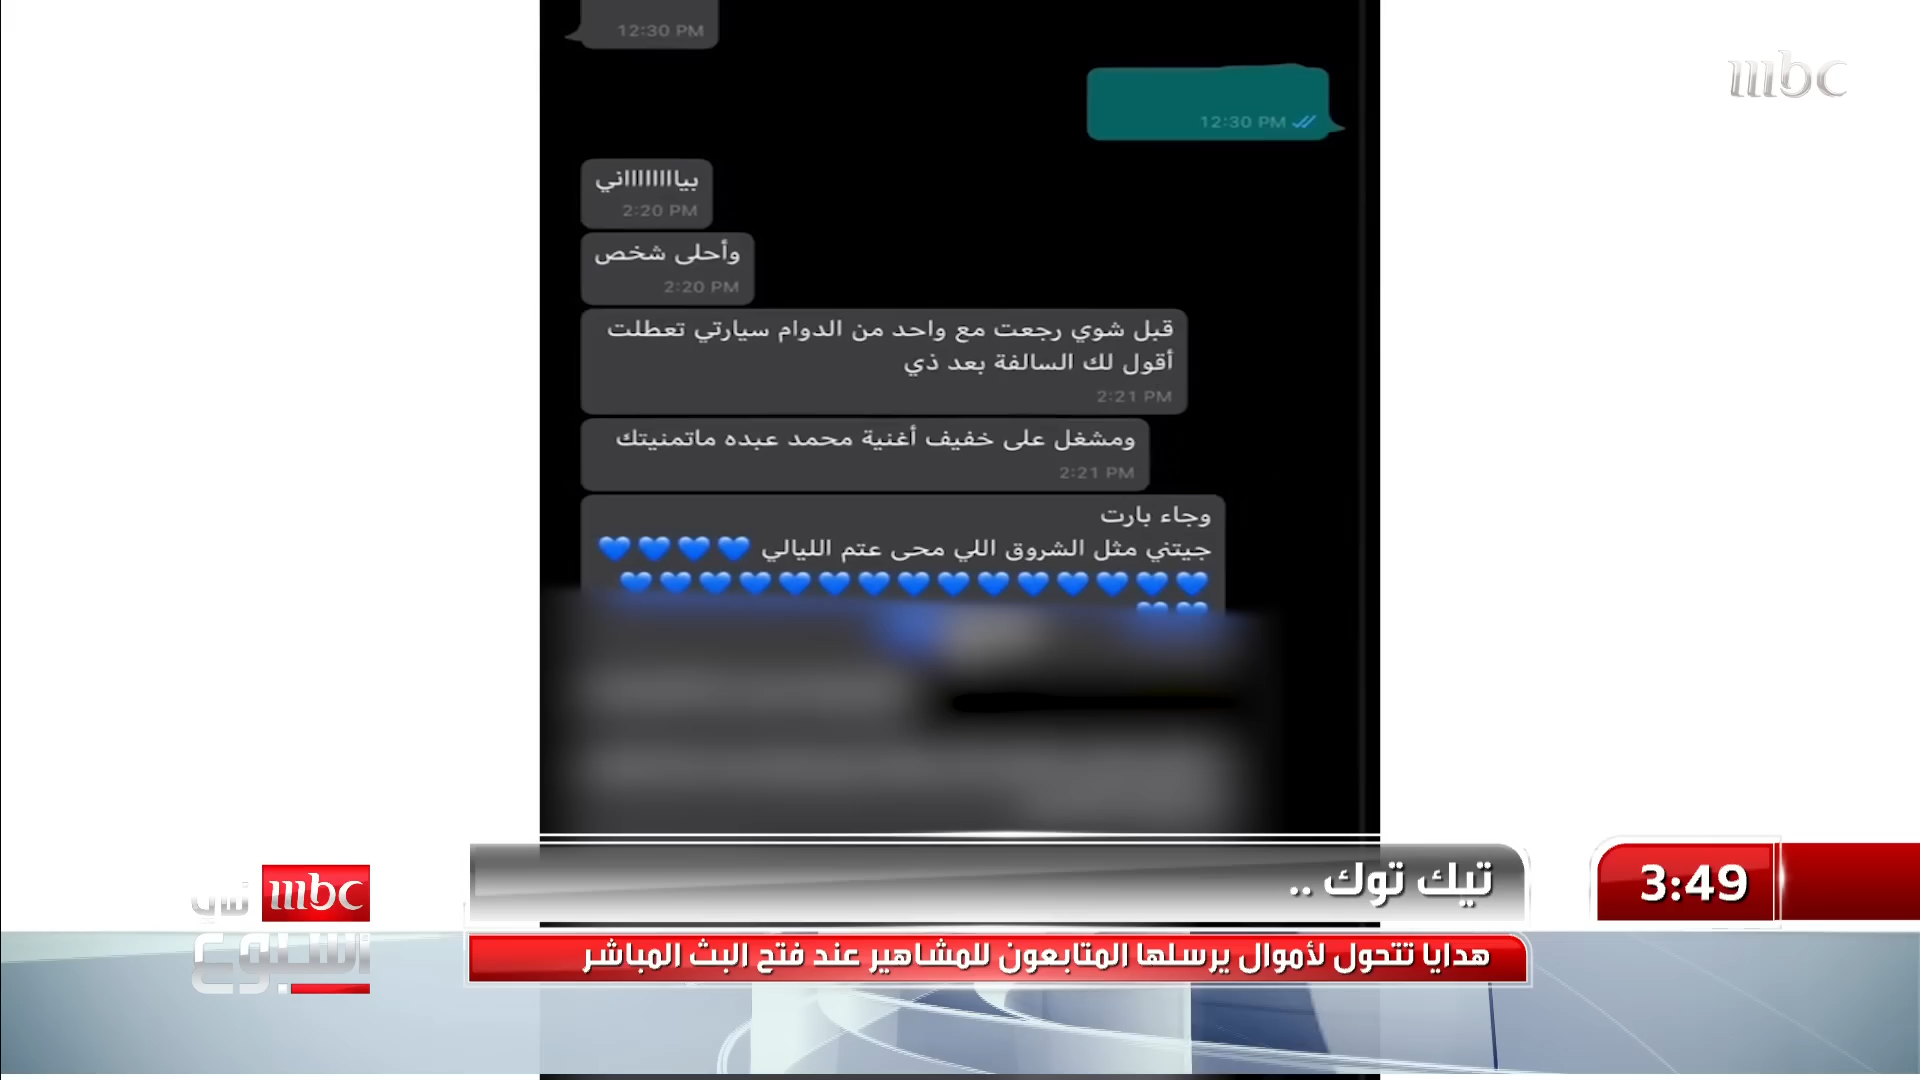 12:30 PM
mbc
12:30 PM
بياااااااااني
2:20 PM
وأحلى شخص
2:20 PM
قبل شوي رجعت مع واحد من الدوام سيارتي تعطلت
أقول لك السالفة بعد ذي
2:21 PM
ومشغل على خفيف أغنية محمد عبده ماتمنيتك
2:21 PM
وجاء بارت
جيتني مثل الشروق اللي محى عتم الليالي 💙💙💙💙
💙💙💙💙💙💙💙💙💙💙💙💙💙💙💙
💙💙
تيك توك ..
3:49
هدايا تتحول لأموال يرسلها المتابعون للمشاهير عند فتح البث المباشر
mbc في
أسبوع